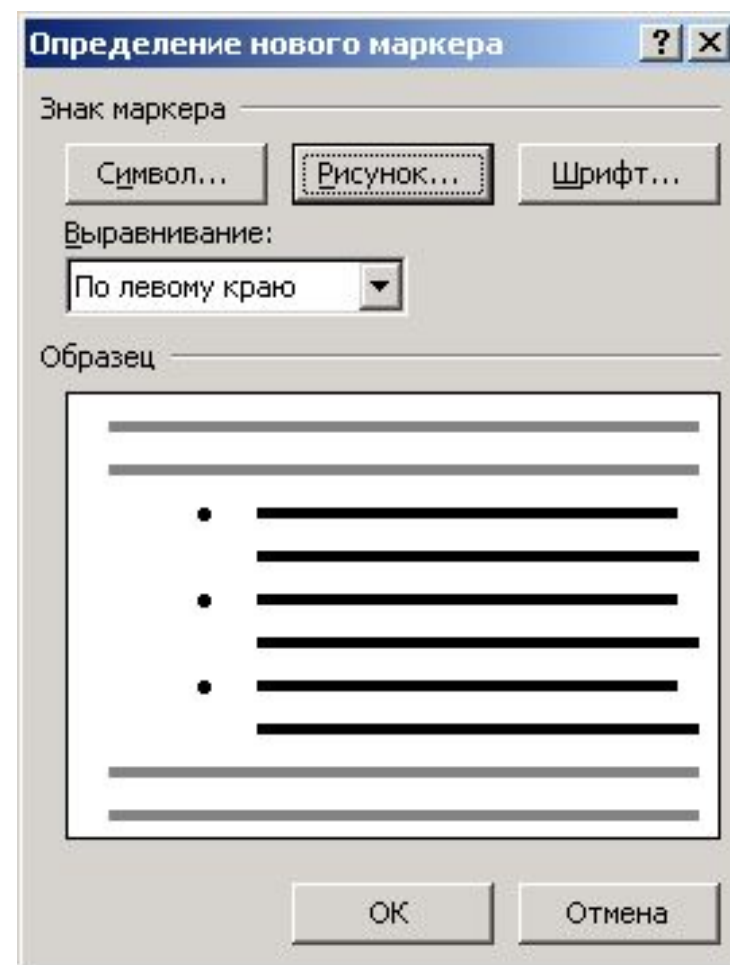 Определение нового маркера
Знак маркера
Символ... Рисунок... Шрифт...
Выравнивание:
По левому краю
Образец
ОК Отмена